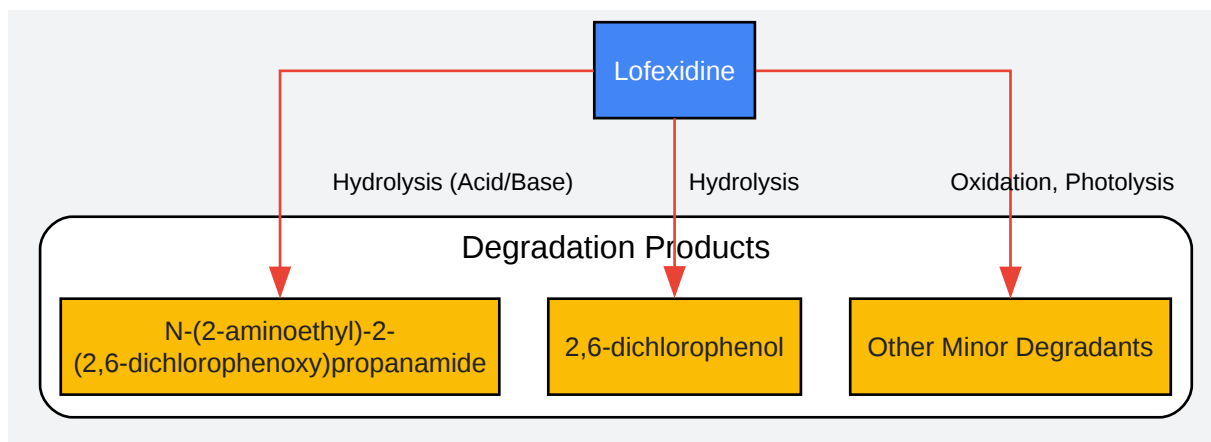 Lofexidine
Hydrolysis (Acid/Base)
Hydrolysis
Oxidation, Photolysis
Degradation Products
N-(2-aminoethyl)-2-
(2,6-dichlorophenoxy)propanamide
2,6-dichlorophenol
Other Minor Degradants